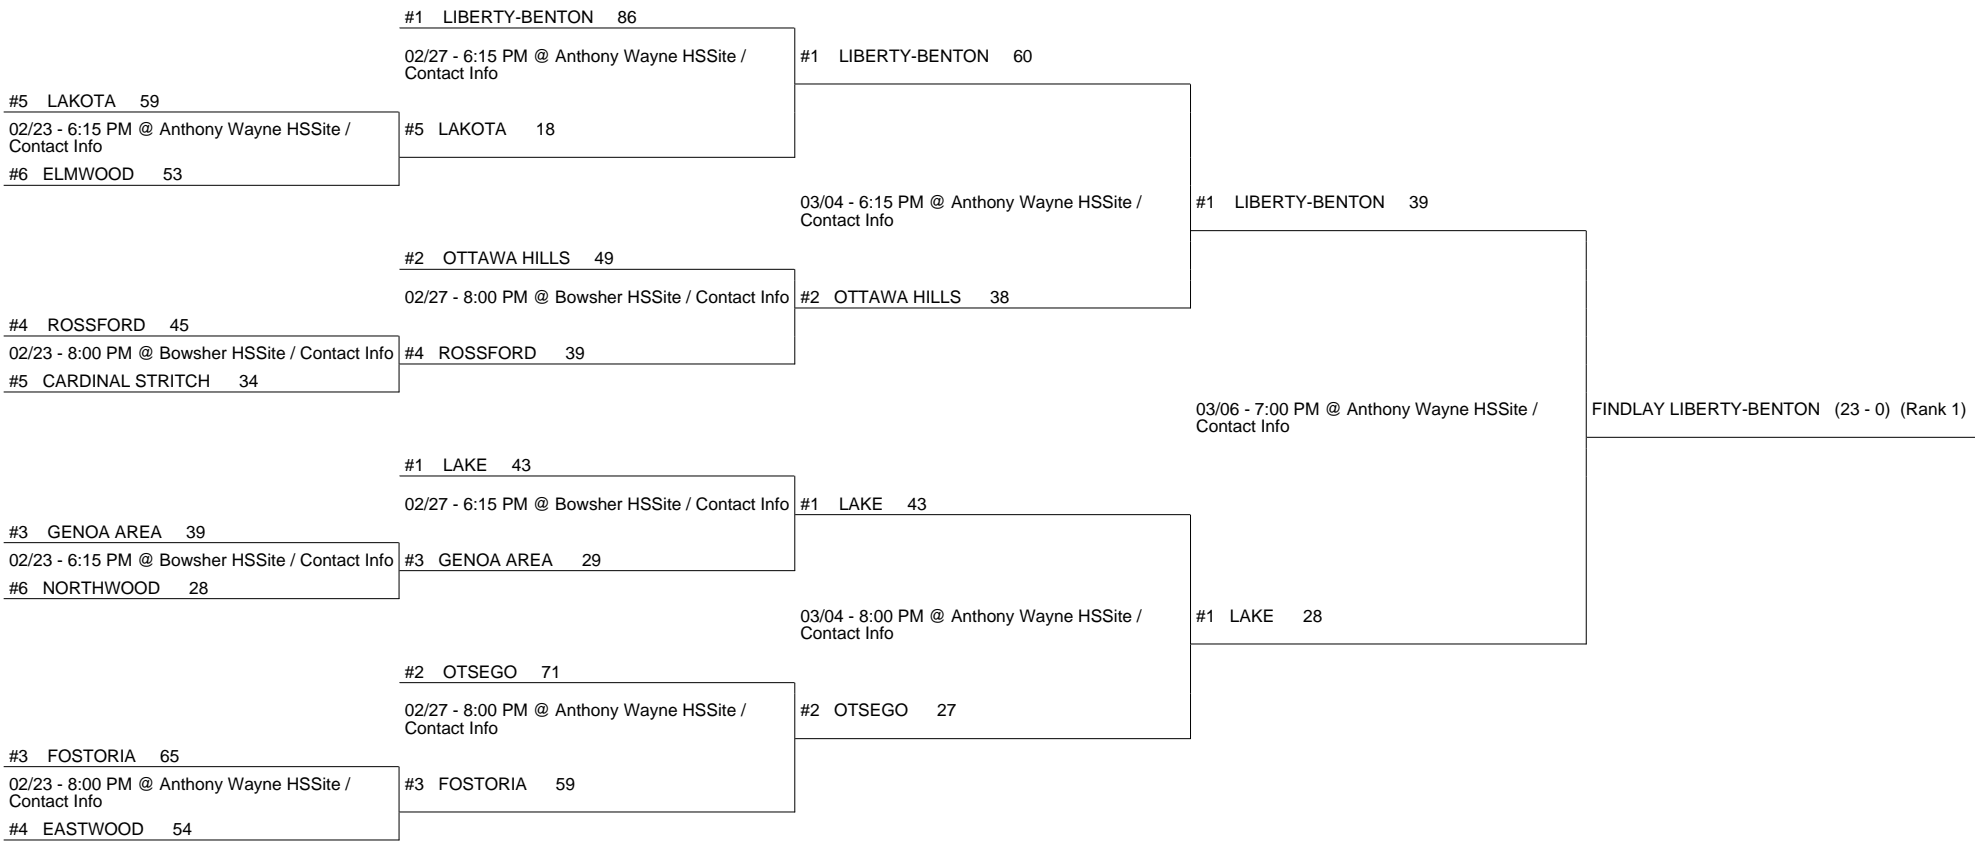 #1 LIBERTY-BENTON 86
02/27 - 6:15 PM @ Anthony Wayne HSSite /
Contact Info
#1 LIBERTY-BENTON 60
#5 LAKOTA 59
02/23 - 6:15 PM @ Anthony Wayne HSSite /
Contact Info
#5 LAKOTA 18
#6 ELMWOOD 53
03/04 - 6:15 PM @ Anthony Wayne HSSite /
Contact Info
#1 LIBERTY-BENTON 39
#2 OTTAWA HILLS 49
02/27 - 8:00 PM @ Bowsher HSSite / Contact Info
#2 OTTAWA HILLS 38
#4 ROSSFORD 45
02/23 - 8:00 PM @ Bowsher HSSite / Contact Info
#4 ROSSFORD 39
#5 CARDINAL STRITCH 34
03/06 - 7:00 PM @ Anthony Wayne HSSite /
Contact Info
FINDLAY LIBERTY-BENTON (23 - 0) (Rank 1)
#1 LAKE 43
02/27 - 6:15 PM @ Bowsher HSSite / Contact Info
#1 LAKE 43
#3 GENOA AREA 39
02/23 - 6:15 PM @ Bowsher HSSite / Contact Info
#3 GENOA AREA 29
#6 NORTHWOOD 28
03/04 - 8:00 PM @ Anthony Wayne HSSite /
Contact Info
#1 LAKE 28
#2 OTSEGO 71
02/27 - 8:00 PM @ Anthony Wayne HSSite /
Contact Info
#2 OTSEGO 27
#3 FOSTORIA 65
02/23 - 8:00 PM @ Anthony Wayne HSSite /
Contact Info
#3 FOSTORIA 59
#4 EASTWOOD 54